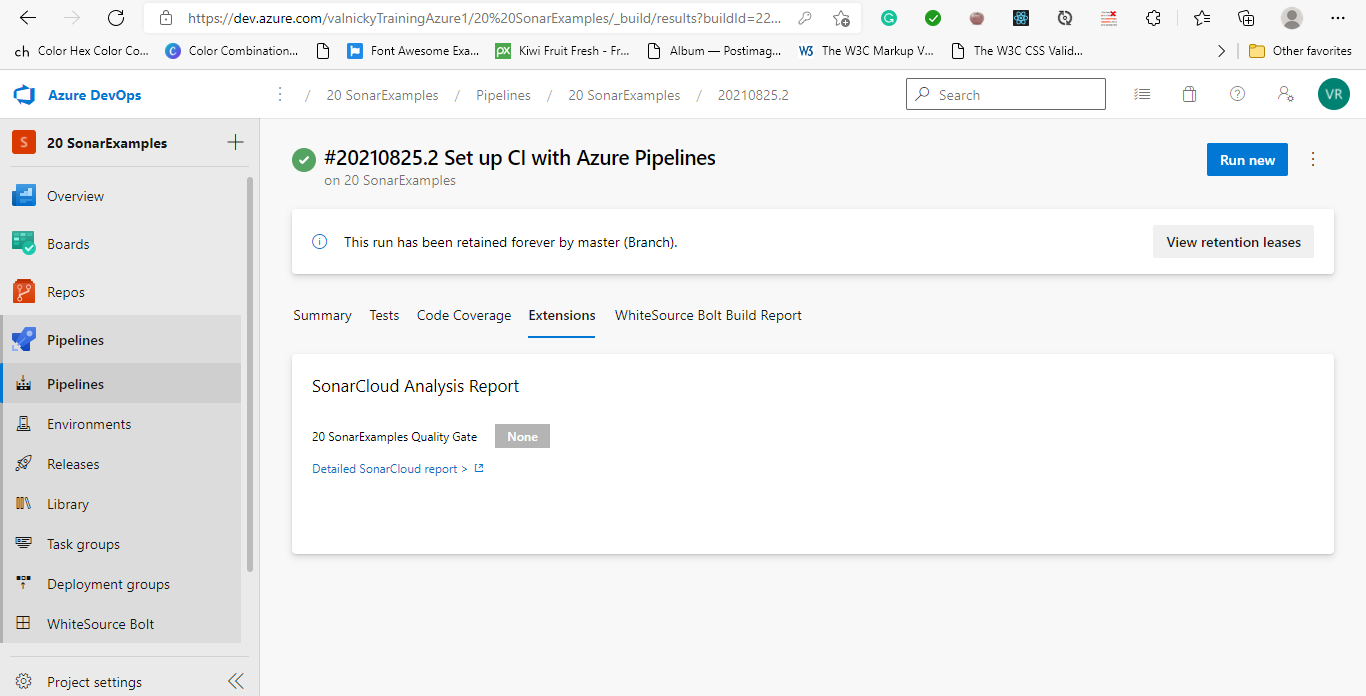 https://dev.azure.com/valnickyTrainingAzure1/20%20SonarExamples/_build/results?buildId=22...
ch Color Hex Color Co...
C Color Combination...
Font Awesome Exa...
px Kiwi Fruit Fresh - Fr...
Album — Postimag...
W3 The W3C Markup V...
The W3C CSS Valid...
Other favorites
Azure DevOps
/ 20 SonarExamples / Pipelines / 20 SonarExamples / 20210825.2
Search
VR
S 20 SonarExamples
Overview
Boards
Repos
Pipelines
Pipelines
Environments
Releases
Library
Task groups
Deployment groups
WhiteSource Bolt
Project settings
#20210825.2 Set up CI with Azure Pipelines
on 20 SonarExamples
Run new
This run has been retained forever by master (Branch).
View retention leases
Summary Tests Code Coverage Extensions WhiteSource Bolt Build Report
SonarCloud Analysis Report
20 SonarExamples Quality Gate None
Detailed SonarCloud report >